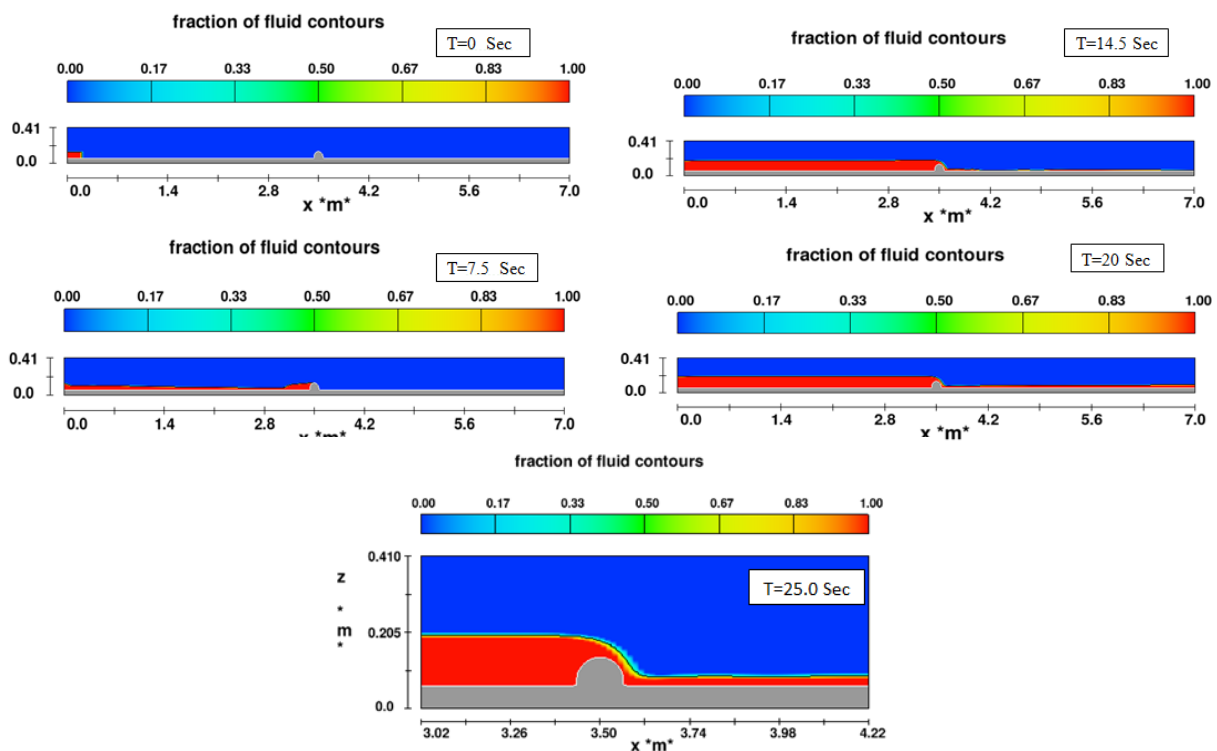 fraction of fluid contours
T=0 Sec
0.00 0.17 0.33 0.50 0.67 0.83 1.00
0.41
0.0
0.0 1.4 2.8 4.2 5.6 7.0
x *m*
fraction of fluid contours
T=14.5 Sec
0.00 0.17 0.33 0.50 0.67 0.83 1.00
0.41
0.0
0.0 1.4 2.8 4.2 5.6 7.0
x *m*
fraction of fluid contours
T=7.5 Sec
0.00 0.17 0.33 0.50 0.67 0.83 1.00
0.41
0.0
0.0 1.4 2.8 4.2 5.6 7.0
x *m*
fraction of fluid contours
T=20 Sec
0.00 0.17 0.33 0.50 0.67 0.83 1.00
0.41
0.0
0.0 1.4 2.8 4.2 5.6 7.0
x *m*
fraction of fluid contours
0.00 0.17 0.33 0.50 0.67 0.83 1.00
T=25.0 Sec
z *m*
0.410
0.205
0.0
3.02 3.26 3.50 3.74 3.98 4.22
x *m*